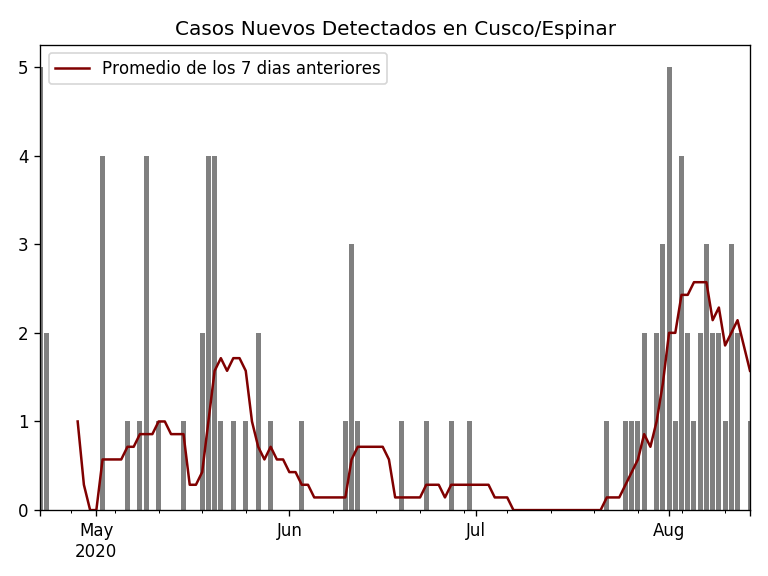 Casos Nuevos Detectados en Cusco/Espinar
Promedio de los 7 dias anteriores
5
4
3
2
1
0
May
2020
Jun
Jul
Aug